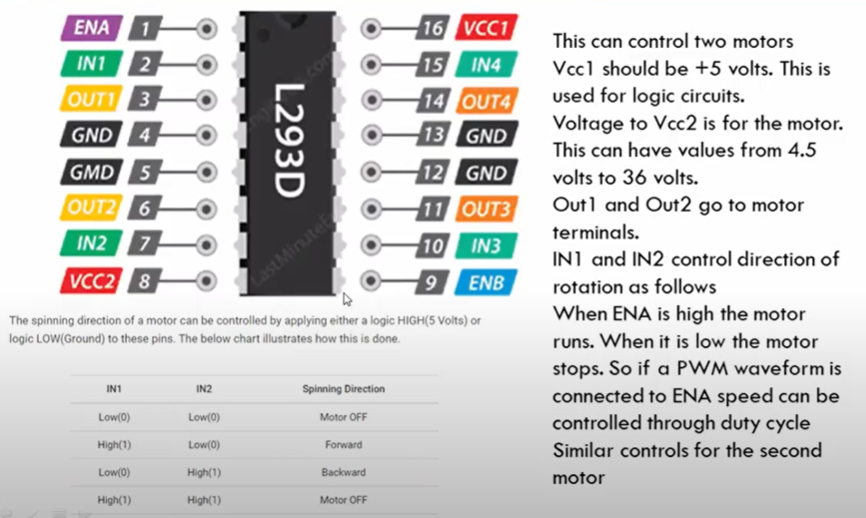 ENA 1
IN1 2
OUT1 3
GND 4
GMD 5
OUT2 6
IN2 7
VCC2 8
L293D
LastMinuteE
16 VCC1
15 IN4
14 OUT4
13 GND
12 GND
11 OUT3
10 IN3
9 ENB
The spinning direction of a motor can be controlled by applying either a logic HIGH(5 Volts) or
logic LOW(Ground) to these pins. The below chart illustrates how this is done.
IN1 IN2 Spinning Direction
Low(0) Low(0) Motor OFF
High(1) Low(0) Forward
Low(0) High(1) Backward
High(1) High(1) Motor OFF
This can control two motors
Vcc1 should be +5 volts. This is
used for logic circuits.
Voltage to Vcc2 is for the motor.
This can have values from 4.5
volts to 36 volts.
Out1 and Out2 go to motor
terminals.
IN1 and IN2 control direction of
rotation as follows
When ENA is high the motor
runs. When it is low the motor
stops. So if a PWM waveform is
connected to ENA speed can be
controlled through duty cycle
Similar controls for the second
motor